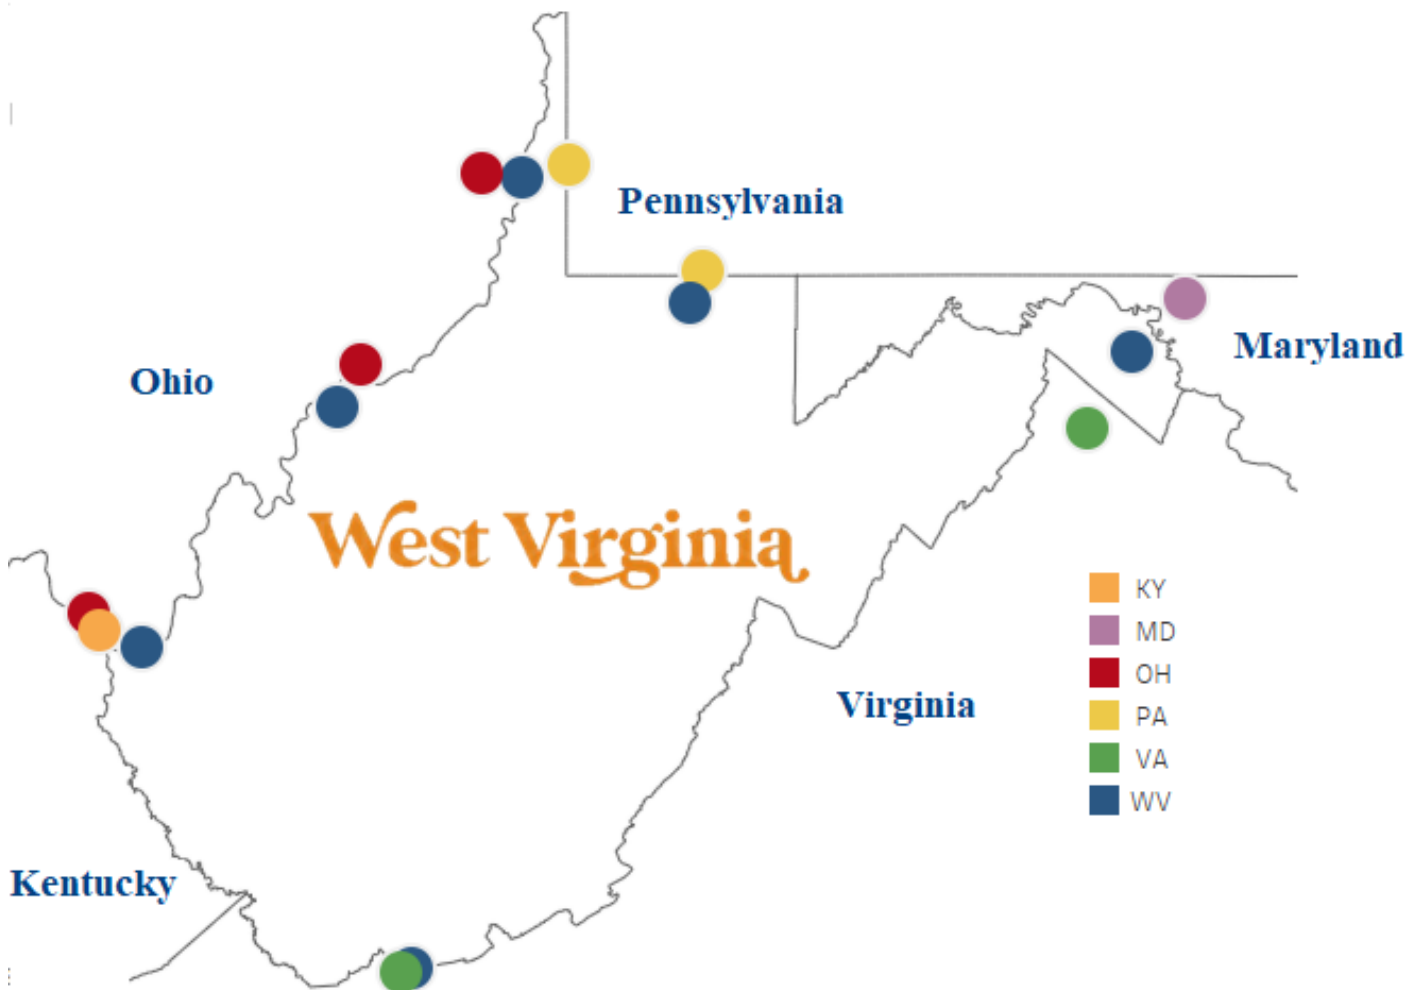 Pennsylvania
Maryland
Ohio
West Virginia
KY
MD
OH
PA
VA
WV
Virginia
Kentucky